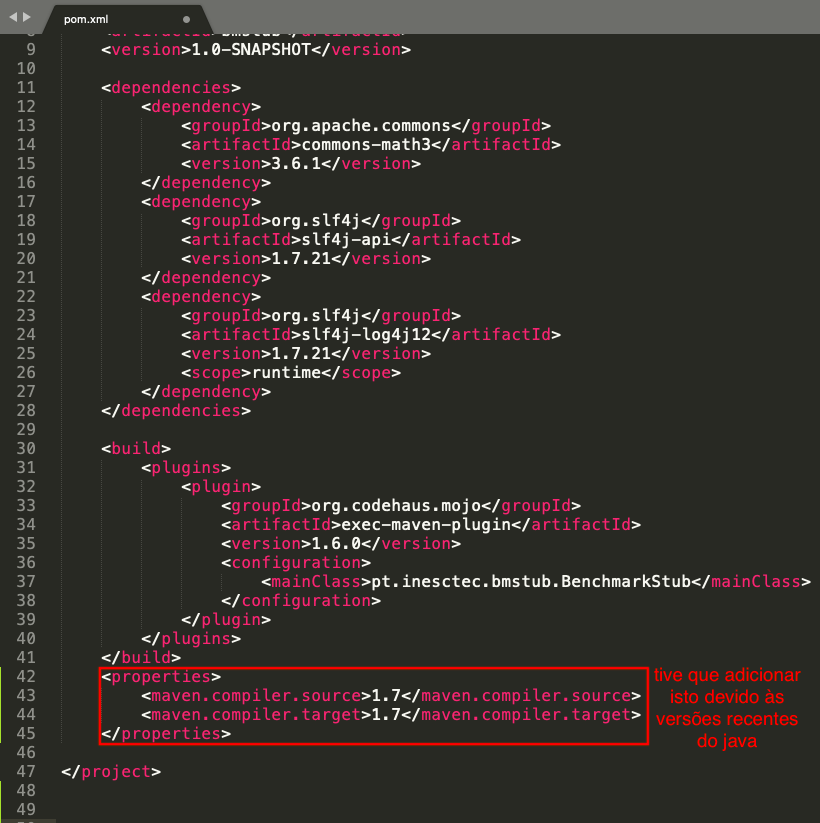 pom.xml
8 <artifactId>bmstub</artifactId>
9 <version>1.0-SNAPSHOT</version>
10
11 <dependencies>
12 <dependency>
13 <groupId>org.apache.commons</groupId>
14 <artifactId>commons-math3</artifactId>
15 <version>3.6.1</version>
16 </dependency>
17 <dependency>
18 <groupId>org.slf4j</groupId>
19 <artifactId>slf4j-api</artifactId>
20 <version>1.7.21</version>
21 </dependency>
22 <dependency>
23 <groupId>org.slf4j</groupId>
24 <artifactId>slf4j-log4j12</artifactId>
25 <version>1.7.21</version>
26 <scope>runtime</scope>
27 </dependency>
28 </dependencies>
29
30 <build>
31 <plugins>
32 <plugin>
33 <groupId>org.codehaus.mojo</groupId>
34 <artifactId>exec-maven-plugin</artifactId>
35 <version>1.6.0</version>
36 <configuration>
37 <mainClass>pt.inesctec.bmstub.BenchmarkStub</mainClass>
38 </configuration>
39 </plugin>
40 </plugins>
41 </build>
42 <properties>
43 <maven.compiler.source>1.7</maven.compiler.source>
44 <maven.compiler.target>1.7</maven.compiler.target>
45 </properties>
46
47 </project>
48
49
tive que adicionar
isto devido às
versões recentes
do java